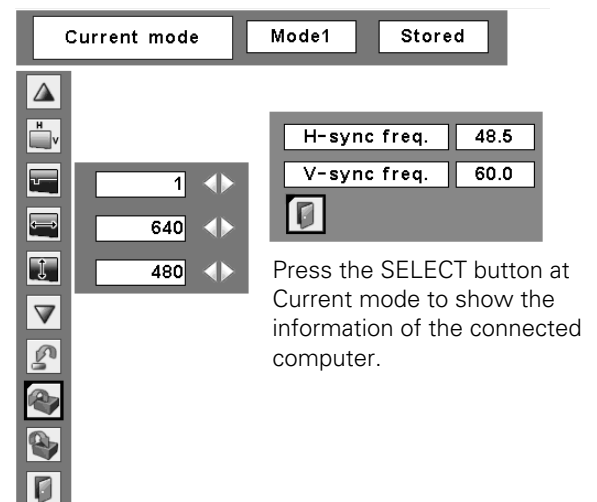 Current mode
Mode1
Stored
H
V
1
640
480
H-sync freq. 48.5
V-sync freq. 60.0
Press the SELECT button at
Current mode to show the
information of the connected
computer.